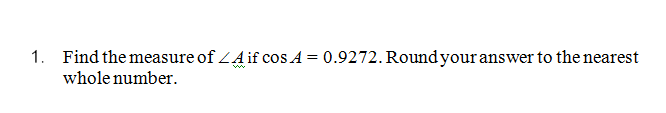 1. Find the measure of ∠A if cos A = 0.9272. Round your answer to the nearest
whole number.